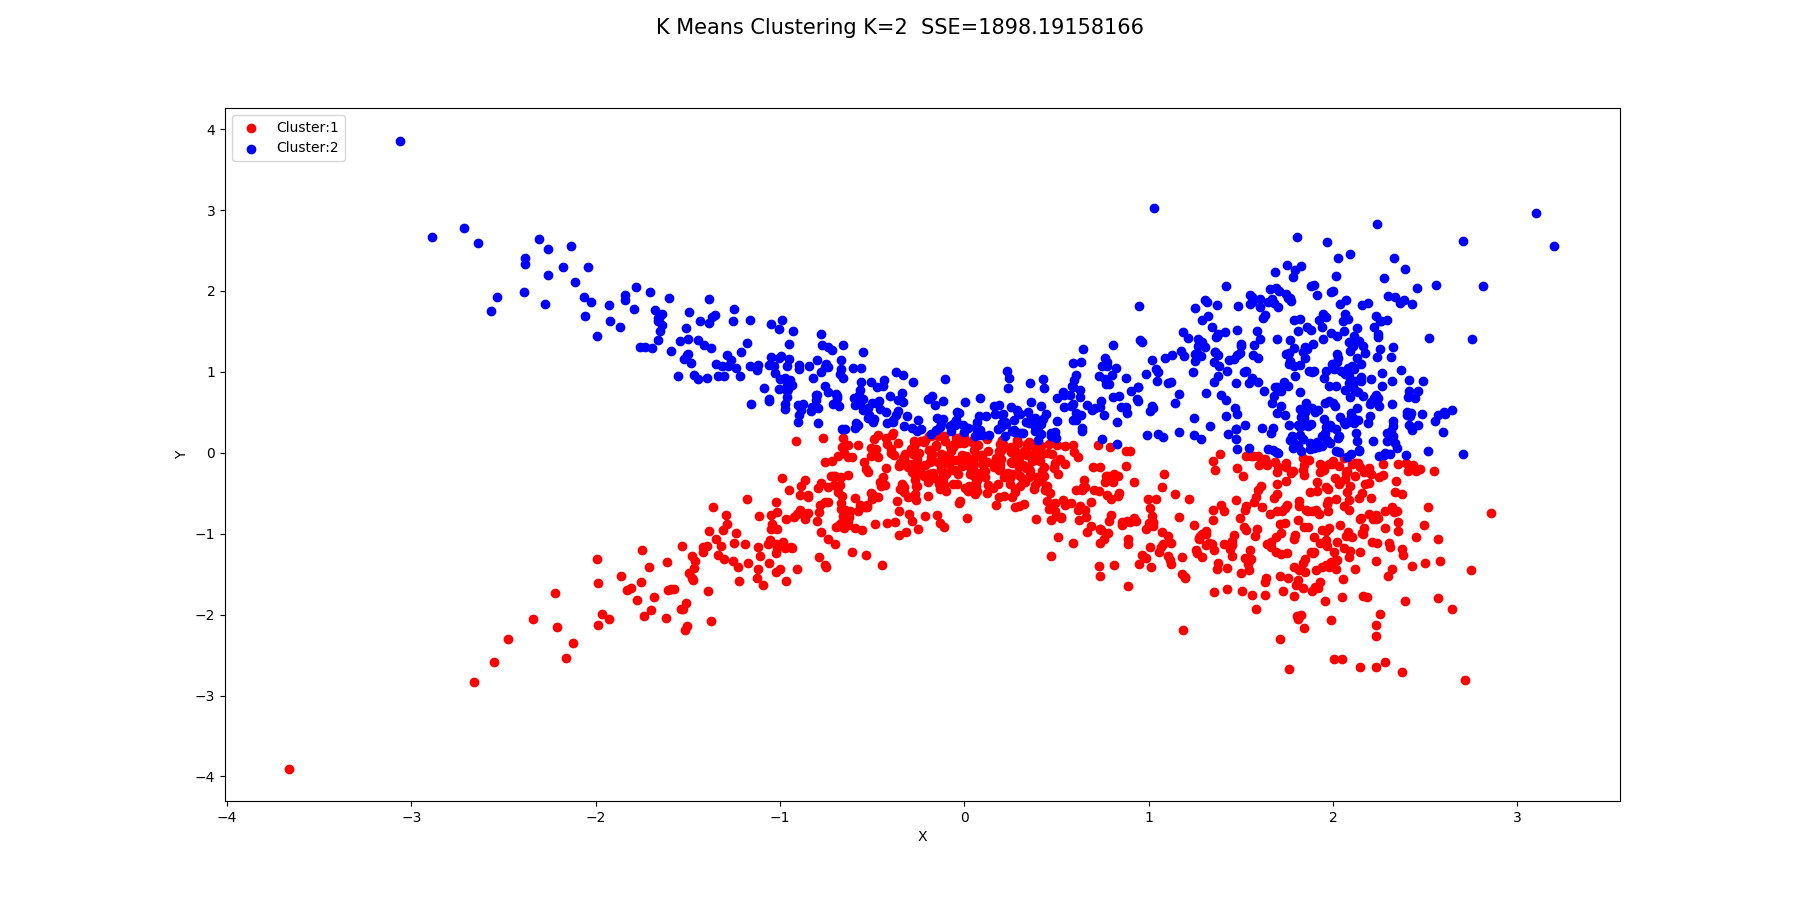 K Means Clustering K=2  SSE=1898.19158166
Cluster:1
Cluster:2
4
3
2
1
0
−1
−2
−3
−4
Y
−4 −3 −2 −1 0 1 2 3
X